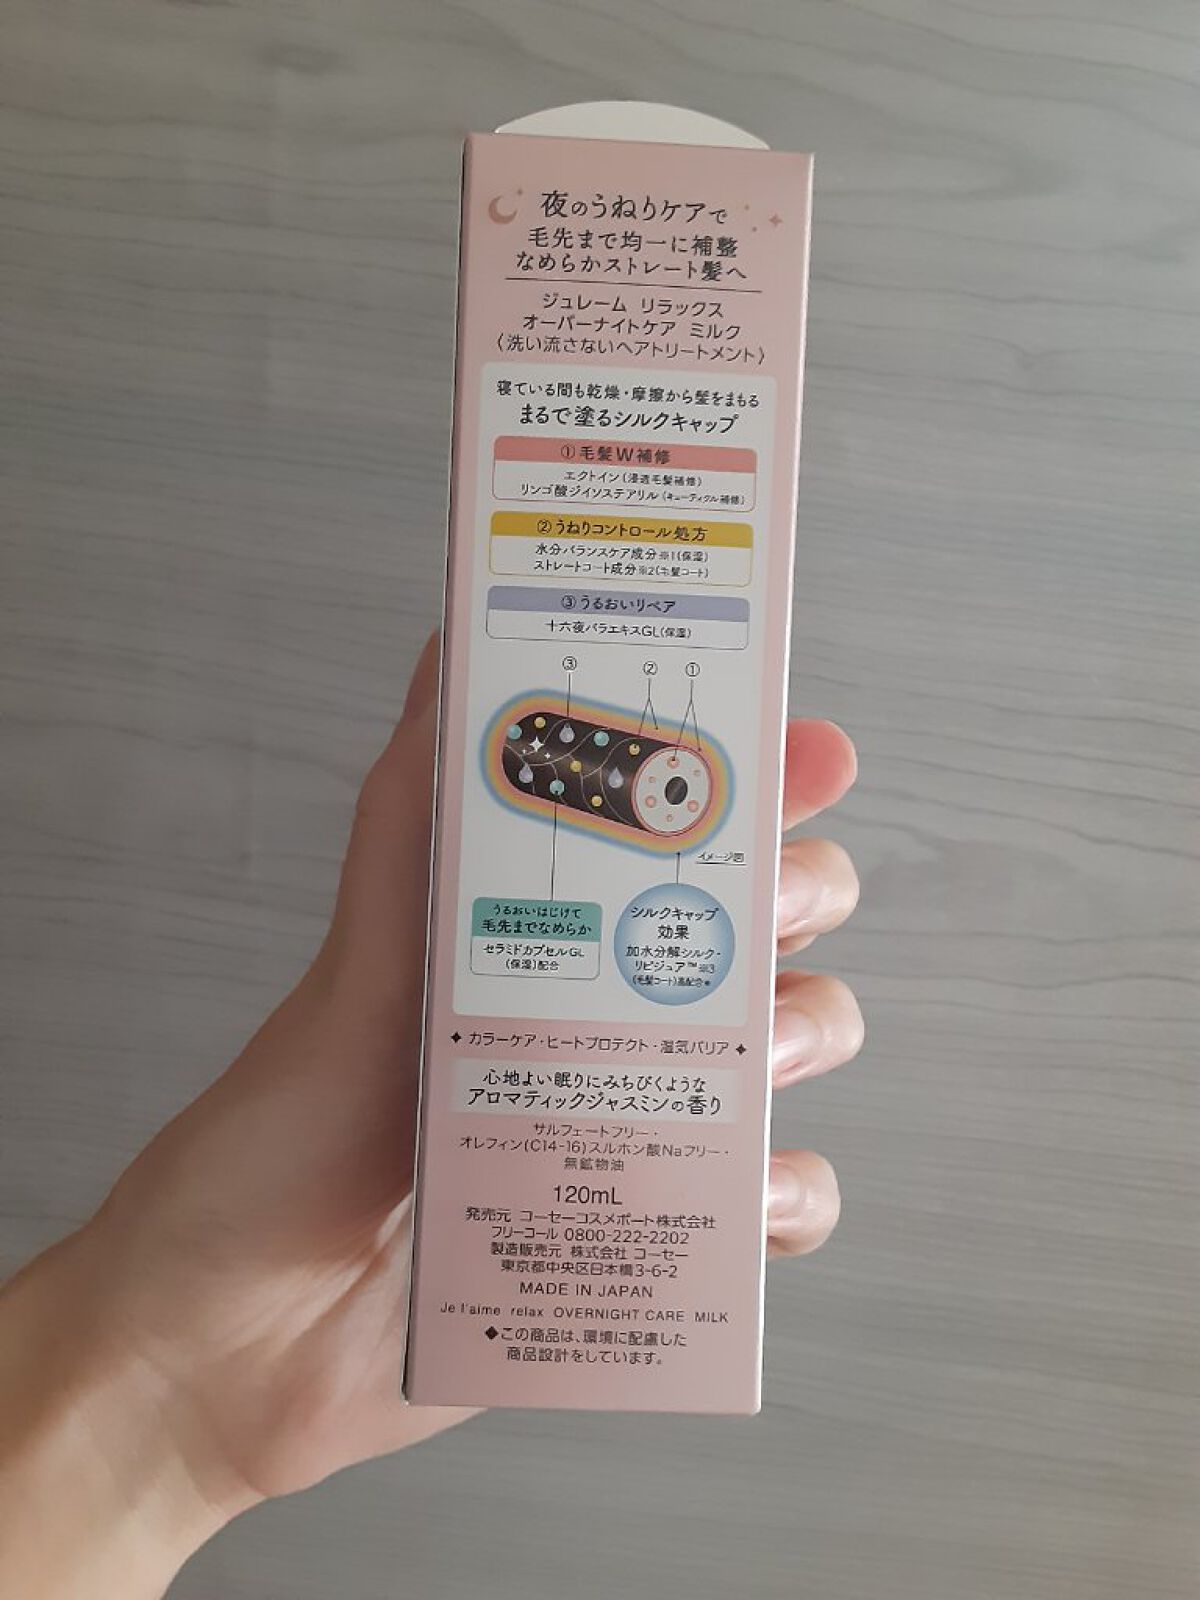 夜のうねりケアで
毛先まで均一に補整
なめらかストレート髪へ
ジュレーム リラックス
オーバーナイトケア ミルク
〈洗い流さないヘアトリートメント〉
寝ている間も乾燥・摩擦から髪をまもる
まるで塗るシルクキャップ
①毛髪W補修
エクトイン(浸透毛髪補修)
リンゴ酸ジイソステアリル(キューティクル補修)
②うねりコントロール処方
水分バランスケア成分※1(保湿)
ストレートコート成分※2(毛髪コート)
③うるおいリペア
十六夜バラエキスGL(保湿)
③ ② ①
イメージ図
うるおいはじけて
毛先までなめらか
セラミドカプセルGL
(保湿)配合
シルクキャップ
効果
加水分解シルク・
リピジュア™※3
(毛髪コート)高配合*
✦ カラーケア・ヒートプロテクト・湿気バリア ✦
心地よい眠りにみちびくような
アロマティックジャスミンの香り
サルフェートフリー・
オレフィン(C14-16)スルホン酸Naフリー・
無鉱物油
120mL
発売元 コーセーコスメポート株式会社
フリーコール 0800-222-2202
製造販売元 株式会社 コーセー
東京都中央区日本橋3-6-2
MADE IN JAPAN
Je l'aime relax OVERNIGHT CARE MILK
◆この商品は、環境に配慮した
商品設計をしています。